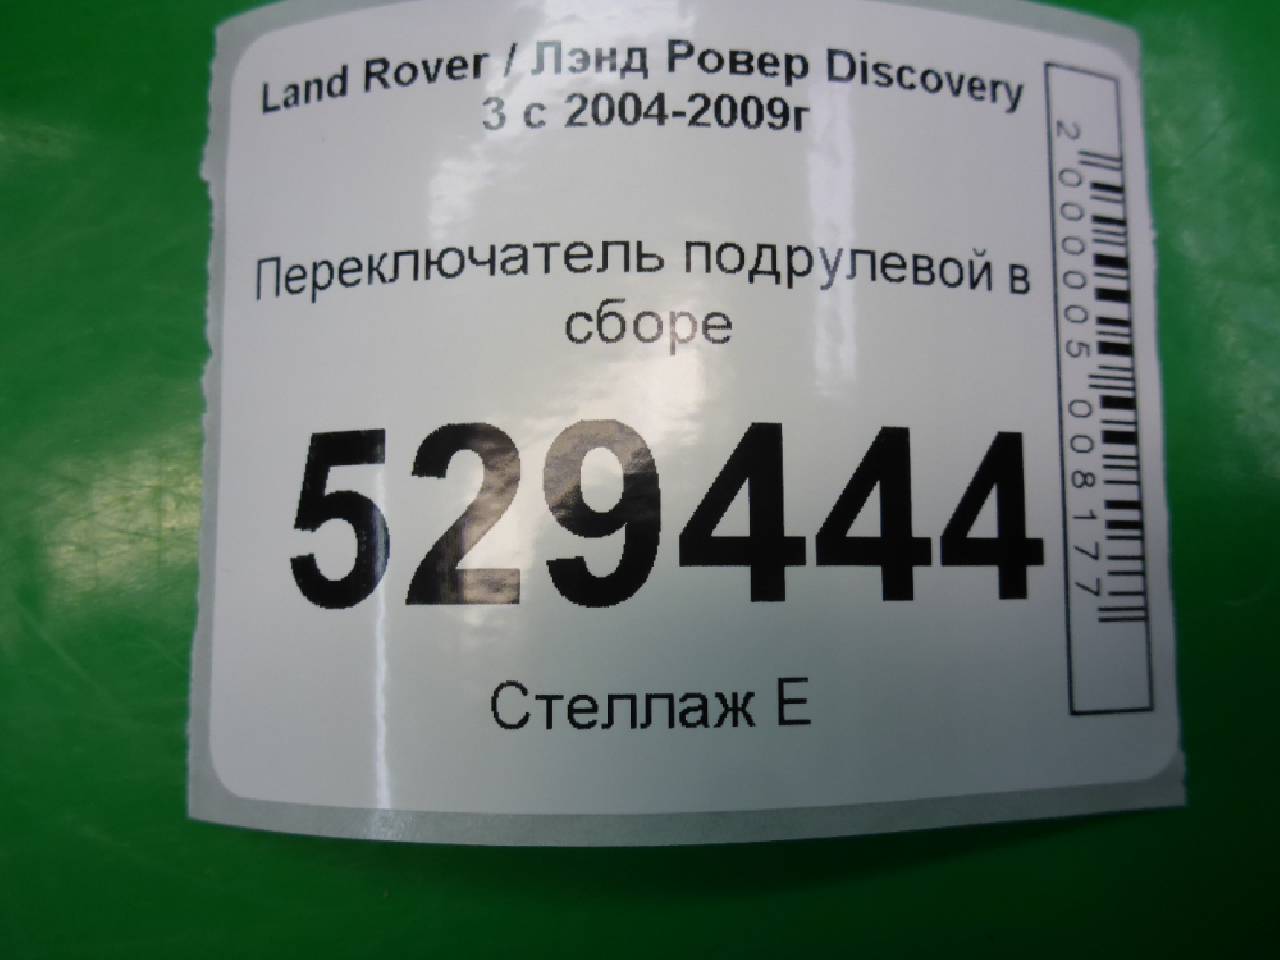 Land Rover / Лэнд Ровер Discovery
3 с 2004-2009г
Переключатель подрулевой в
сборе
529444
Стеллаж Е
2000005008177